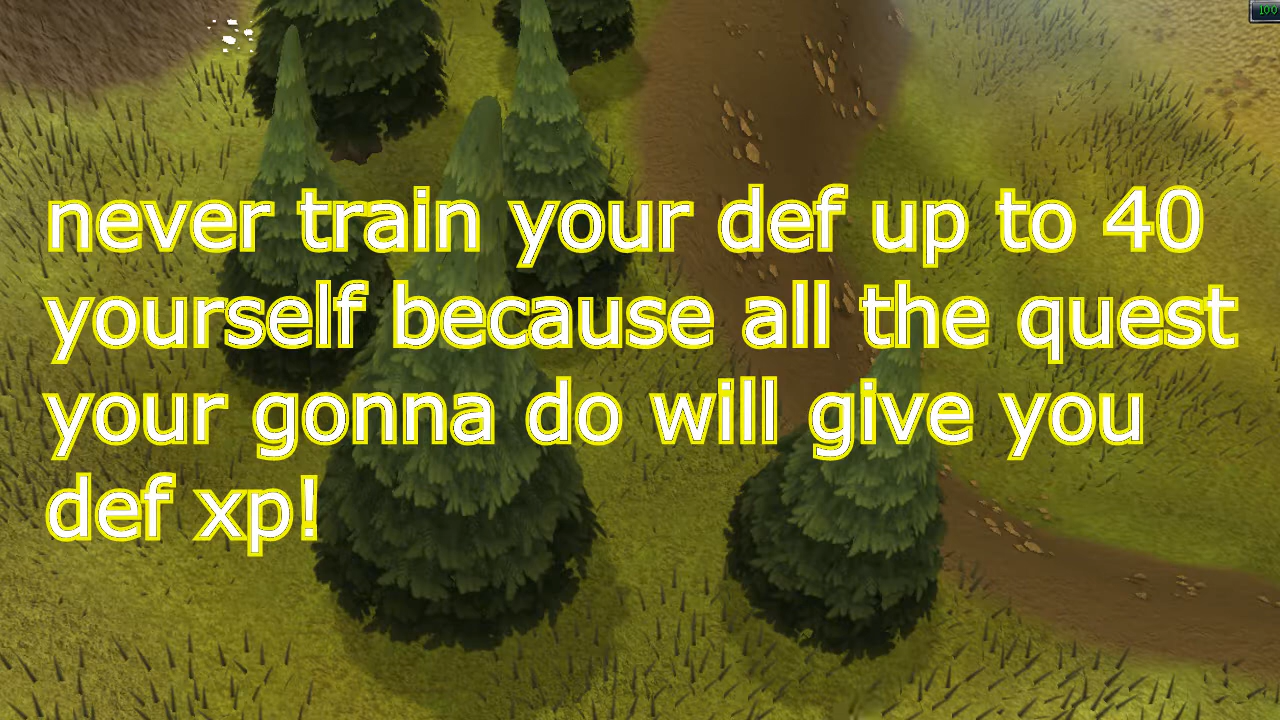 100
never train your def up to 40
yourself because all the quest
your gonna do will give you
def xp!